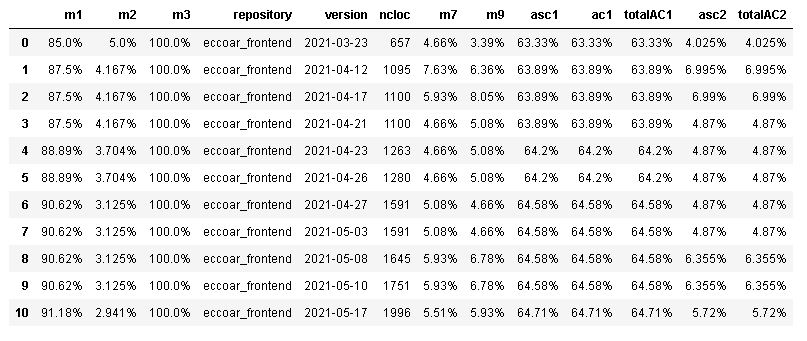 m1 m2 m3 repository version ncloc m7 m9 asc1 ac1 totalAC1 asc2 totalAC2
0 85.0% 5.0% 100.0% eccoar_frontend 2021-03-23 657 4.66% 3.39% 63.33% 63.33% 63.33% 4.025% 4.025%
1 87.5% 4.167% 100.0% eccoar_frontend 2021-04-12 1095 7.63% 6.36% 63.89% 63.89% 63.89% 6.995% 6.995%
2 87.5% 4.167% 100.0% eccoar_frontend 2021-04-17 1100 5.93% 8.05% 63.89% 63.89% 63.89% 6.99% 6.99%
3 87.5% 4.167% 100.0% eccoar_frontend 2021-04-21 1100 4.66% 5.08% 63.89% 63.89% 63.89% 4.87% 4.87%
4 88.89% 3.704% 100.0% eccoar_frontend 2021-04-23 1263 4.66% 5.08% 64.2% 64.2% 64.2% 4.87% 4.87%
5 88.89% 3.704% 100.0% eccoar_frontend 2021-04-26 1280 4.66% 5.08% 64.2% 64.2% 64.2% 4.87% 4.87%
6 90.62% 3.125% 100.0% eccoar_frontend 2021-04-27 1591 5.08% 4.66% 64.58% 64.58% 64.58% 4.87% 4.87%
7 90.62% 3.125% 100.0% eccoar_frontend 2021-05-03 1591 5.08% 4.66% 64.58% 64.58% 64.58% 4.87% 4.87%
8 90.62% 3.125% 100.0% eccoar_frontend 2021-05-08 1645 5.93% 6.78% 64.58% 64.58% 64.58% 6.355% 6.355%
9 90.62% 3.125% 100.0% eccoar_frontend 2021-05-10 1751 5.93% 6.78% 64.58% 64.58% 64.58% 6.355% 6.355%
10 91.18% 2.941% 100.0% eccoar_frontend 2021-05-17 1996 5.51% 5.93% 64.71% 64.71% 64.71% 5.72% 5.72%